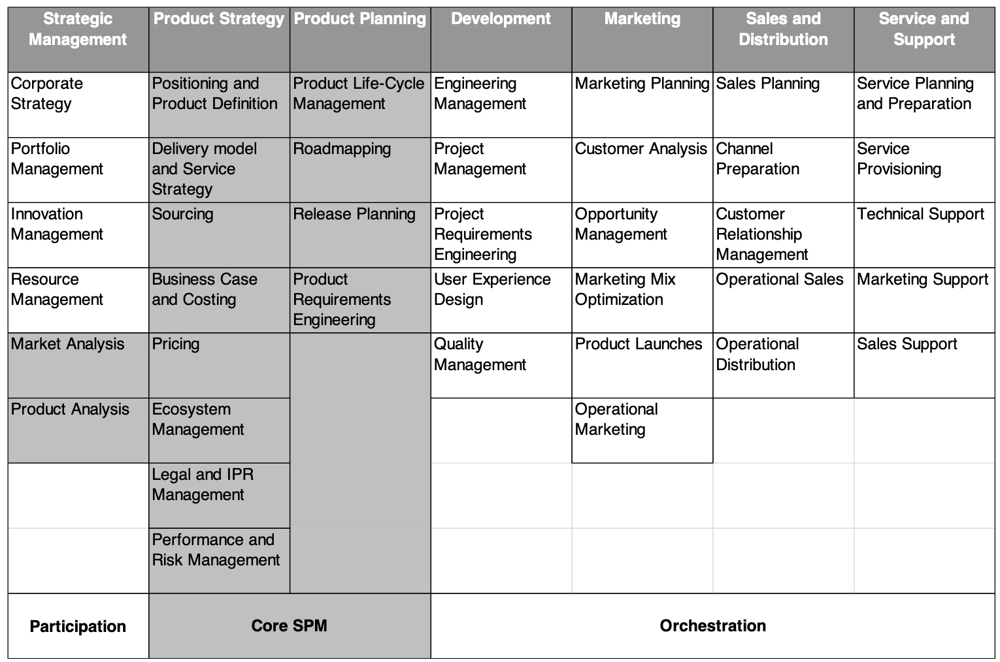 Strategic
Management
Product Strategy
Product Planning
Development
Marketing
Sales and
Distribution
Service and
Support
Corporate
Strategy
Positioning and
Product Definition
Product Life-Cycle
Management
Engineering
Management
Marketing Planning
Sales Planning
Service Planning
and Preparation
Portfolio
Management
Delivery model
and Service
Strategy
Roadmapping
Project
Management
Customer Analysis
Channel
Preparation
Service
Provisioning
Innovation
Management
Sourcing
Release Planning
Project
Requirements
Engineering
Opportunity
Management
Customer
Relationship
Management
Technical Support
Resource
Management
Business Case
and Costing
Product
Requirements
Engineering
User Experience
Design
Marketing Mix
Optimization
Operational Sales
Marketing Support
Market Analysis
Pricing
Quality
Management
Product Launches
Operational
Distribution
Sales Support
Product Analysis
Ecosystem
Management
Operational
Marketing
Legal and IPR
Management
Performance and
Risk Management
Participation
Core SPM
Orchestration